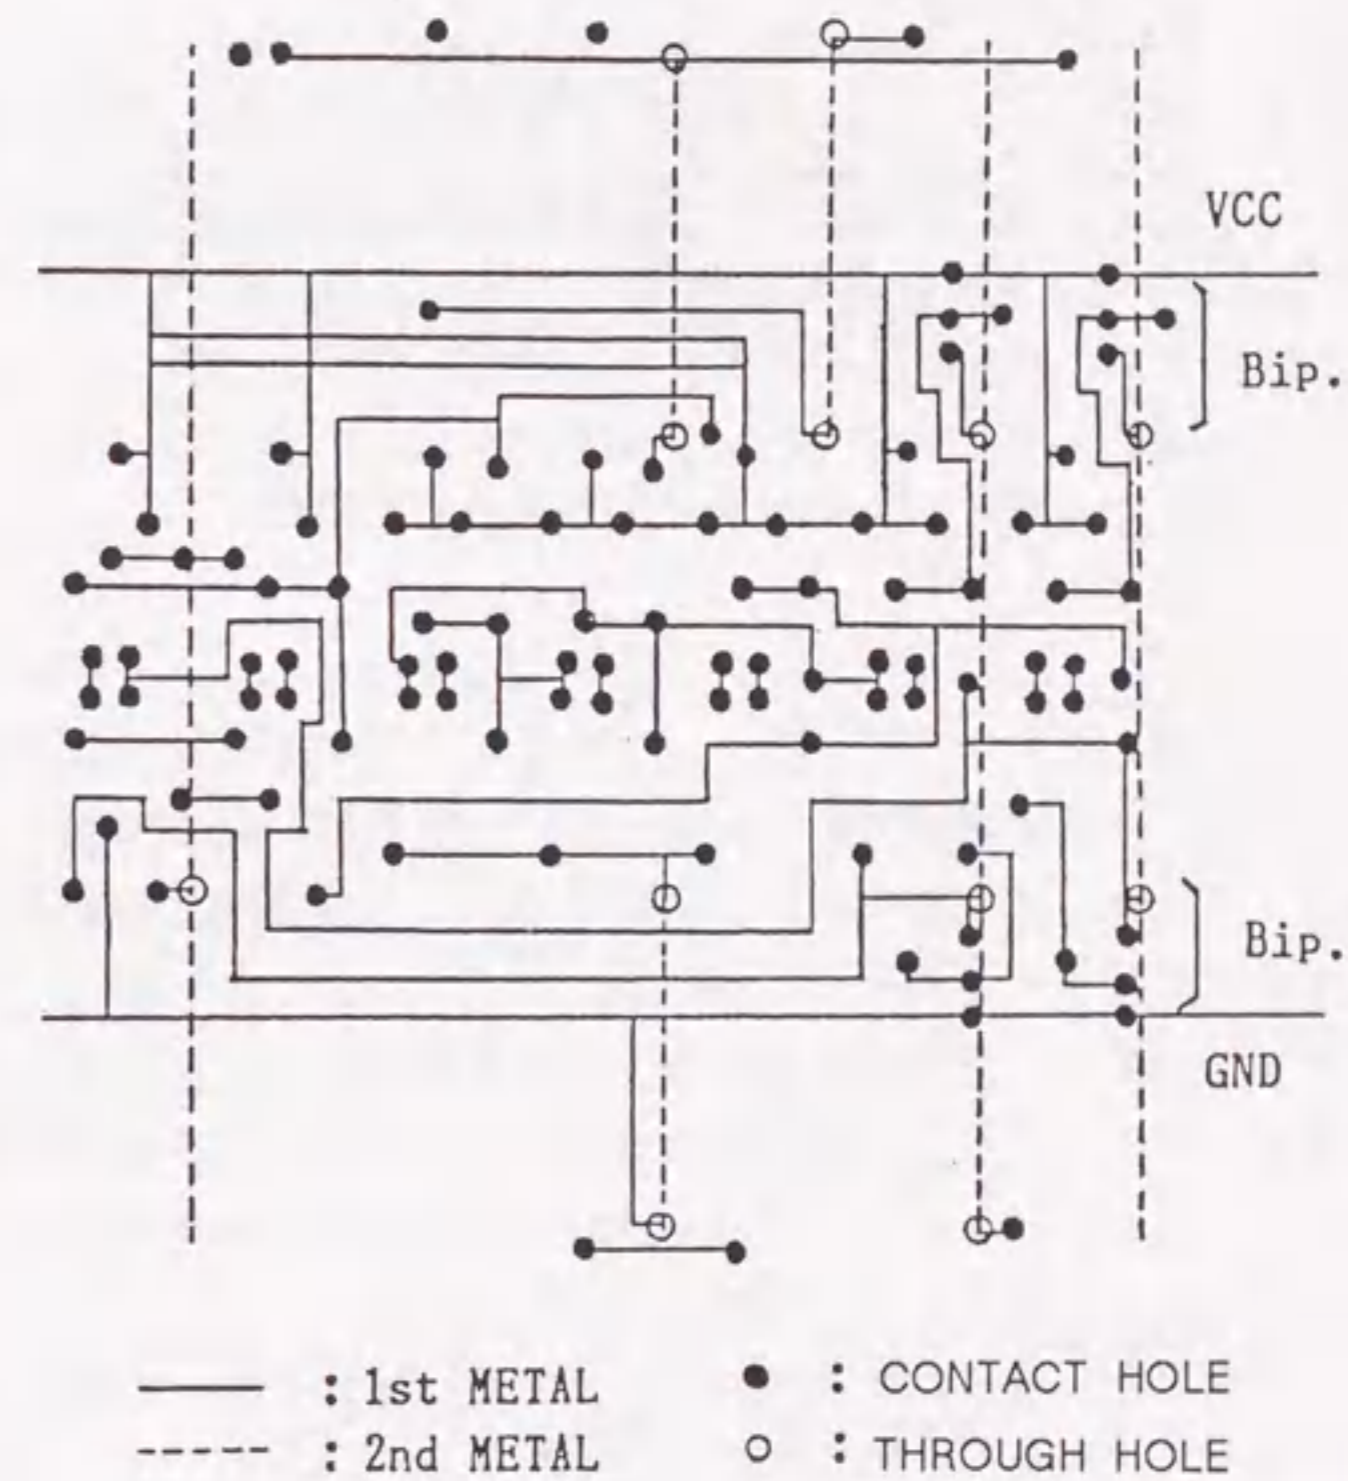 VCC
Bip.
Bip.
GND
: 1st METAL
: CONTACT HOLE
: 2nd METAL
: THROUGH HOLE